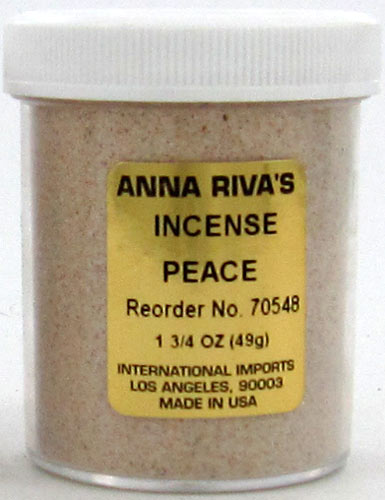 ANNA RIVA'S
INCENSE
PEACE
Reorder No. 70548
1 3/4 OZ (49g)
INTERNATIONAL IMPORTS
LOS ANGELES, 90003
MADE IN USA